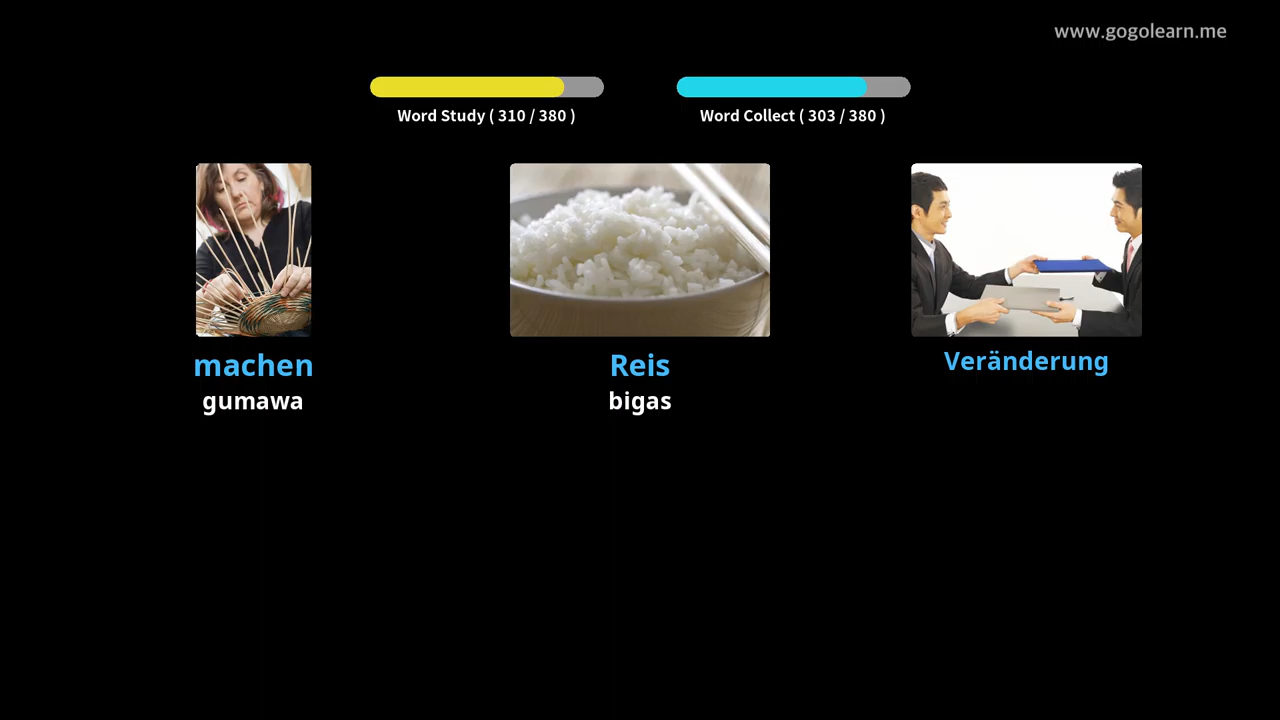 www.gogolearn.me
Word Study ( 310 / 380 )
Word Collect ( 303 / 380 )
machen
gumawa
Reis
bigas
Veränderung